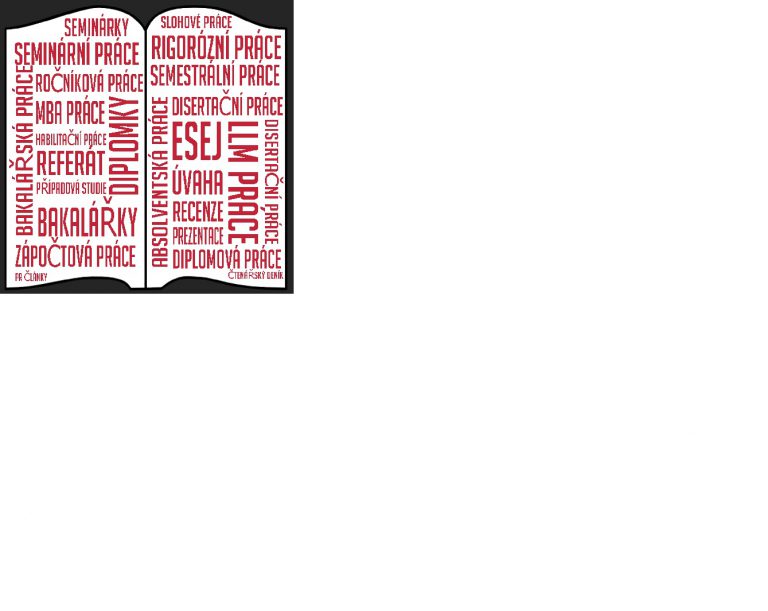 SEMINÁRKY
SEMINÁRNÍ PRÁCE
ROČNÍKOVÁ PRÁCE
MBA PRÁCE
HABILITAČNÍ PRÁCE
REFERÁT
PŘÍPADOVÁ STUDIE
BAKALÁŘSKÁ PRÁCE
DIPLOMKY
BAKALÁŘKY
ZÁPOČTOVÁ PRÁCE
PR ČLÁNKY
SLOHOVÉ PRÁCE
RIGORÓZNÍ PRÁCE
SEMESTRÁLNÍ PRÁCE
ABSOLVENTSKÁ PRÁCE
DISERTAČNÍ PRÁCE
ESEJ
ÚVAHA
RECENZE
PREZENTACE
LLM PRÁCE
DISERTAČNÍ PRÁCE
DIPLOMOVÁ PRÁCE
ČTENÁŘSKÝ DENÍK